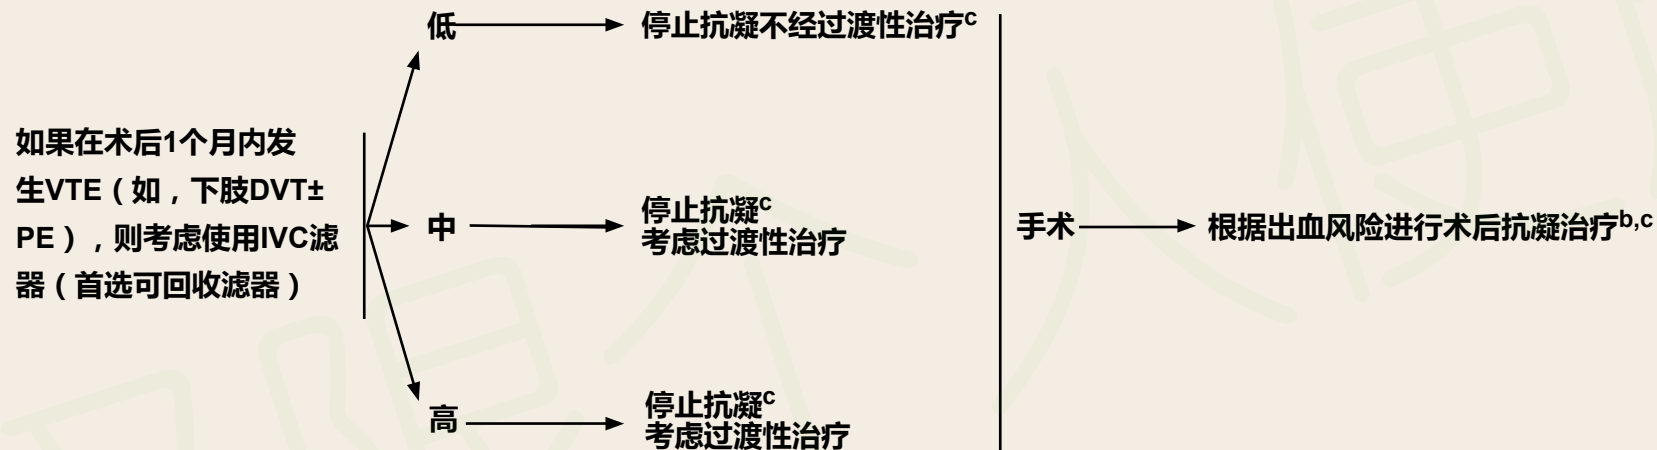 低
停止抗凝不经过渡性治疗c
如果在术后1个月内发
生VTE（如，下肢DVT±
PE），则考虑使用IVC滤
器（首选可回收滤器）
中
停止抗凝c
考虑过渡性治疗
高
停止抗凝c
考虑过渡性治疗
手术
根据出血风险进行术后抗凝治疗b,c